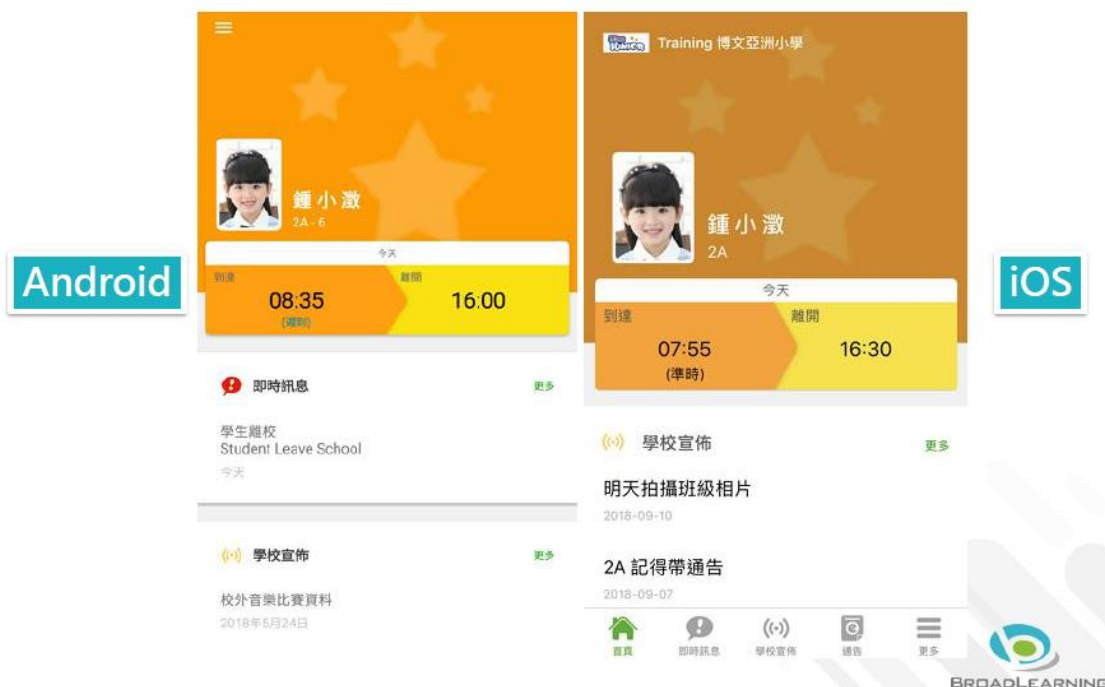 Android
鍾小澂
2A - 6
今天
到達
離開
08:35
16:00
(遲到)
即時訊息
更多
學生離校
Student Leave School
今天
學校宣佈
更多
校外音樂比賽資料
2018年5月24日
Training 博文亞洲小學
鍾小澂
2A
今天
到達
離開
07:55
16:30
(準時)
學校宣佈
更多
明天拍攝班級相片
2018-09-10
2A 記得帶通告
2018-09-07
首頁
即時訊息
學校宣佈
通告
更多
iOS
BROADLEARNING